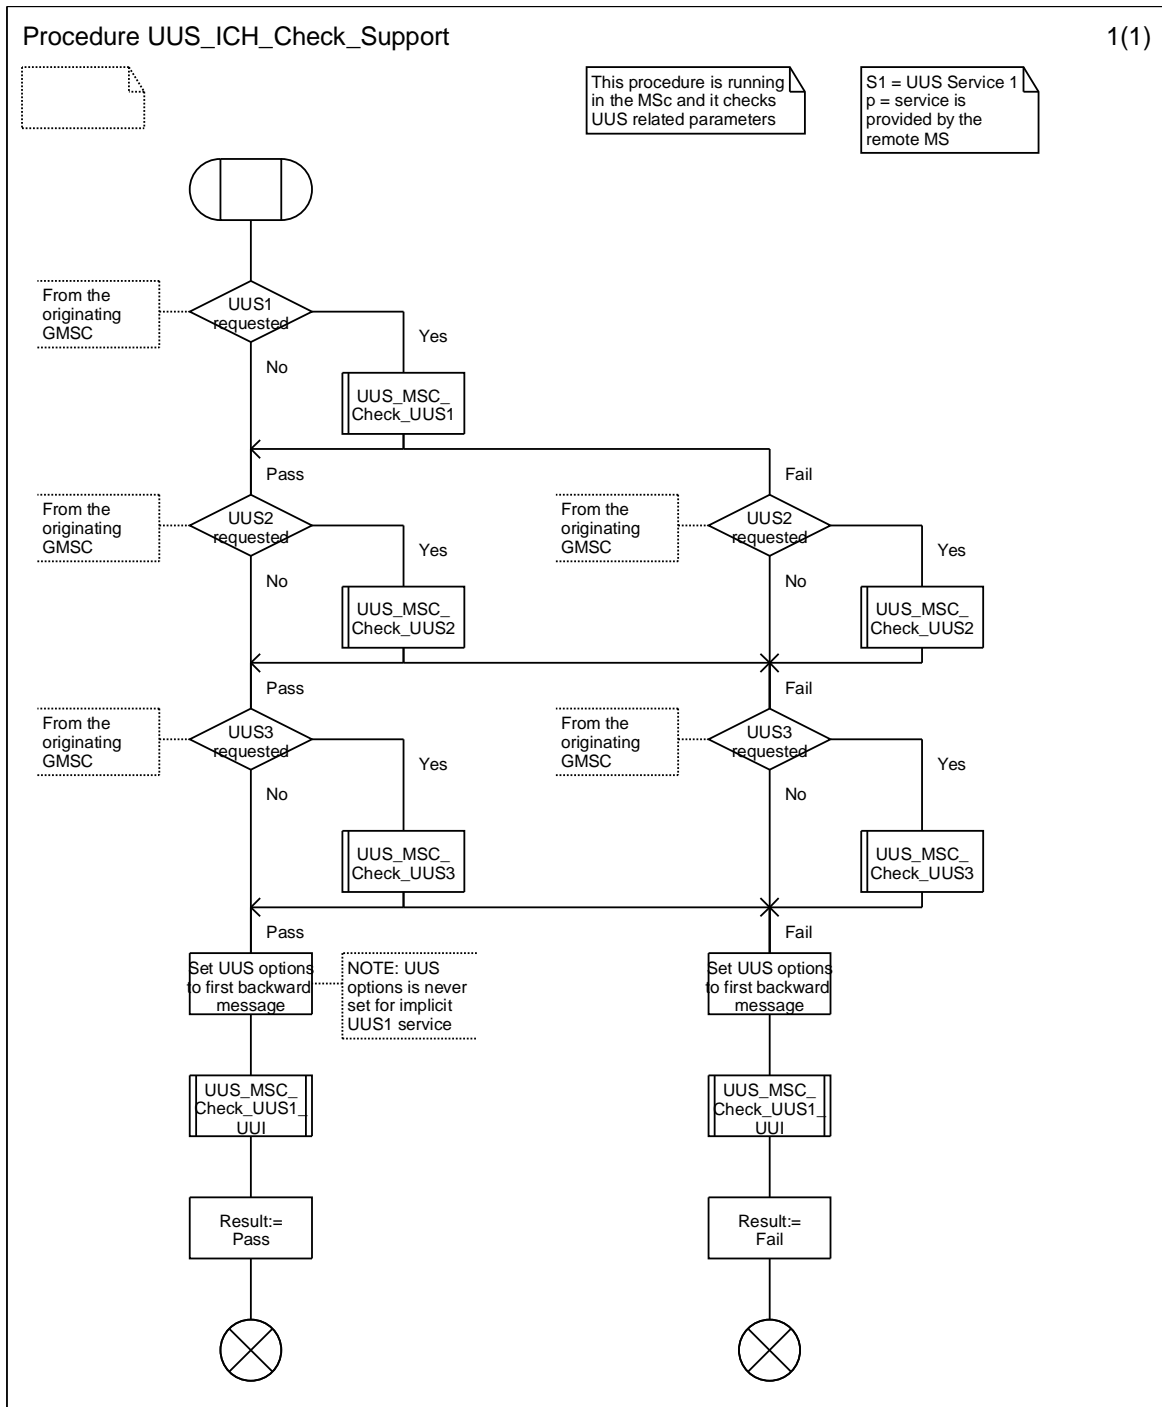 Procedure UUS_ICH_Check_Support
1(1)
This procedure is running
in the MSc and it checks
UUS related parameters
S1 = UUS Service 1
p = service is
provided by the
remote MS
From the
originating
GMSC
UUS1
requested
Yes
No
UUS_MSC_
Check_UUS1
Pass
Fail
From the
originating
GMSC
UUS2
requested
From the
originating
GMSC
UUS2
requested
Yes
Yes
No
No
UUS_MSC_
Check_UUS2
UUS_MSC_
Check_UUS2
Pass
Fail
From the
originating
GMSC
UUS3
requested
From the
originating
GMSC
UUS3
requested
Yes
Yes
No
No
UUS_MSC_
Check_UUS3
UUS_MSC_
Check_UUS3
Pass
Fail
Set UUS options
to first backward
message
NOTE: UUS
options is never
set for implicit
UUS1 service
Set UUS options
to first backward
message
UUS_MSC_
Check_UUS1_
UUI
UUS_MSC_
Check_UUS1_
UUI
Result:=
Pass
Result:=
Fail